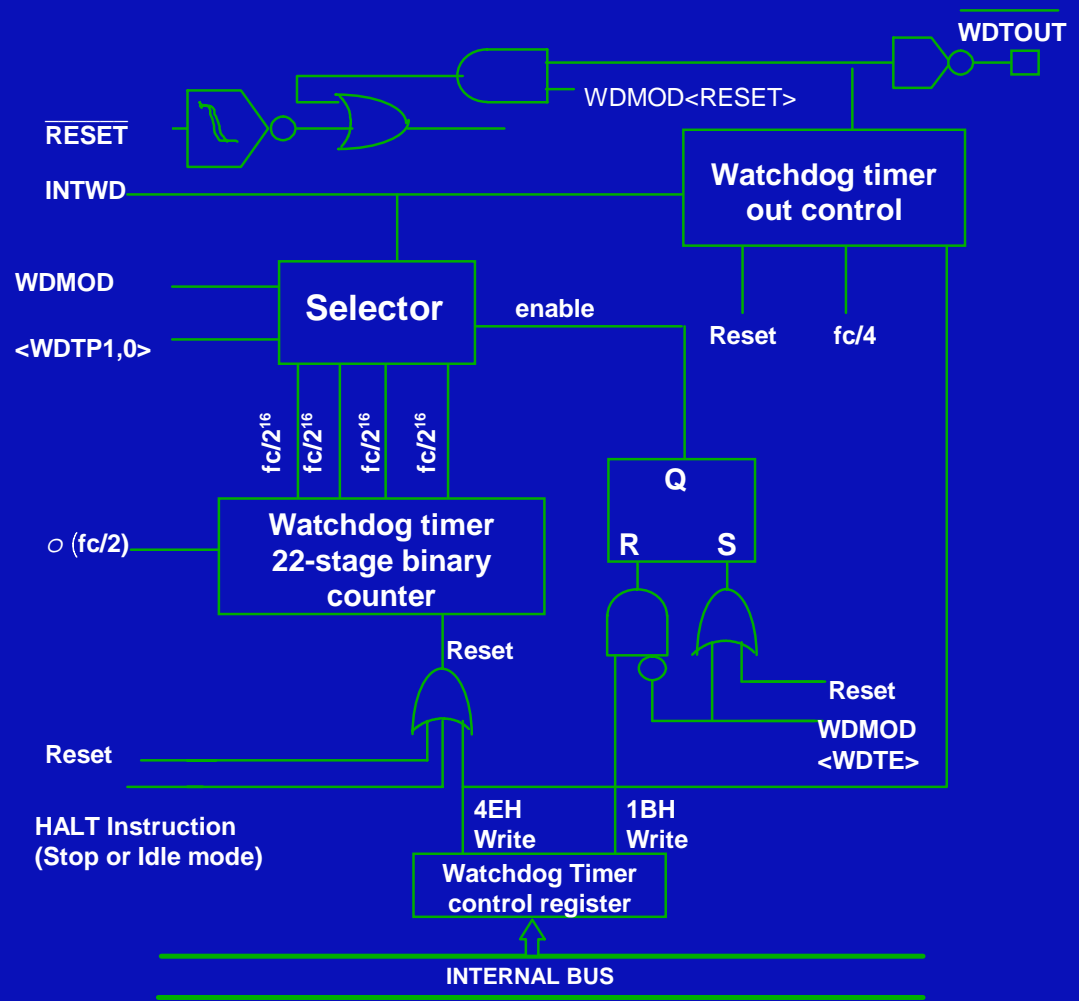 WDTOUT
WDMOD<RESET>
RESET
INTWD
Watchdog timer
out control
WDMOD
<WDTP1,0>
Selector
enable
Reset
fc/4
fc/2¹⁶
fc/2¹⁶
fc/2¹⁶
fc/2¹⁶
Q
R
S
ㅇ (fc/2)
Watchdog timer
22-stage binary
counter
Reset
Reset
WDMOD
<WDTE>
Reset
HALT Instruction
(Stop or Idle mode)
4EH
Write
1BH
Write
Watchdog Timer
control register
INTERNAL BUS